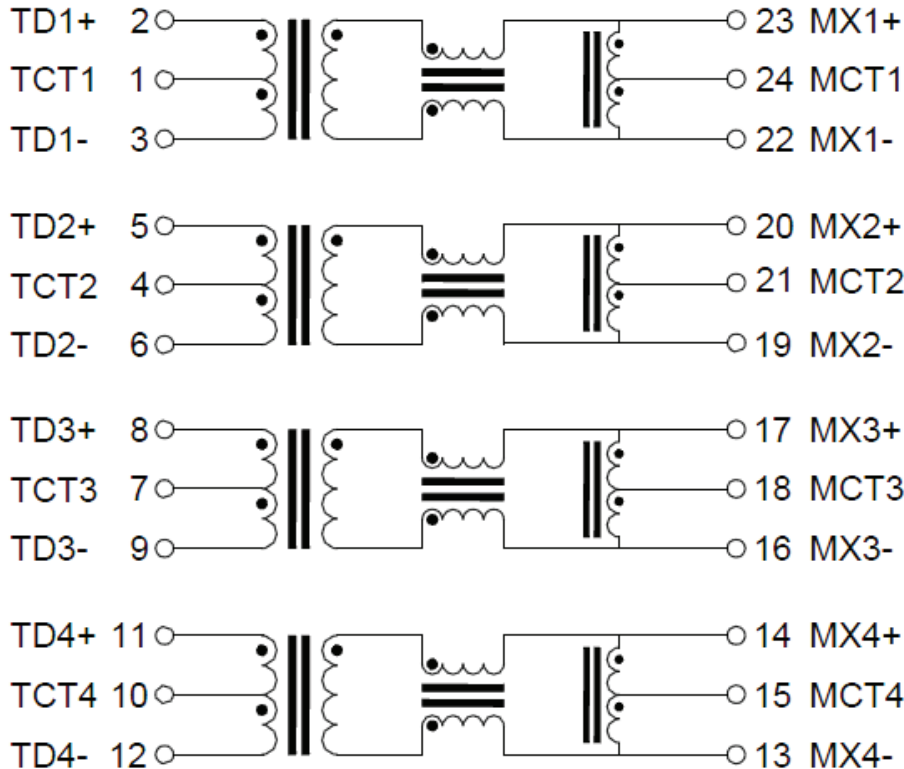 TD1+ 2 23 MX1+
TCT1 1 24 MCT1
TD1- 3 22 MX1-
TD2+ 5 20 MX2+
TCT2 4 21 MCT2
TD2- 6 19 MX2-
TD3+ 8 17 MX3+
TCT3 7 18 MCT3
TD3- 9 16 MX3-
TD4+ 11 14 MX4+
TCT4 10 15 MCT4
TD4- 12 13 MX4-